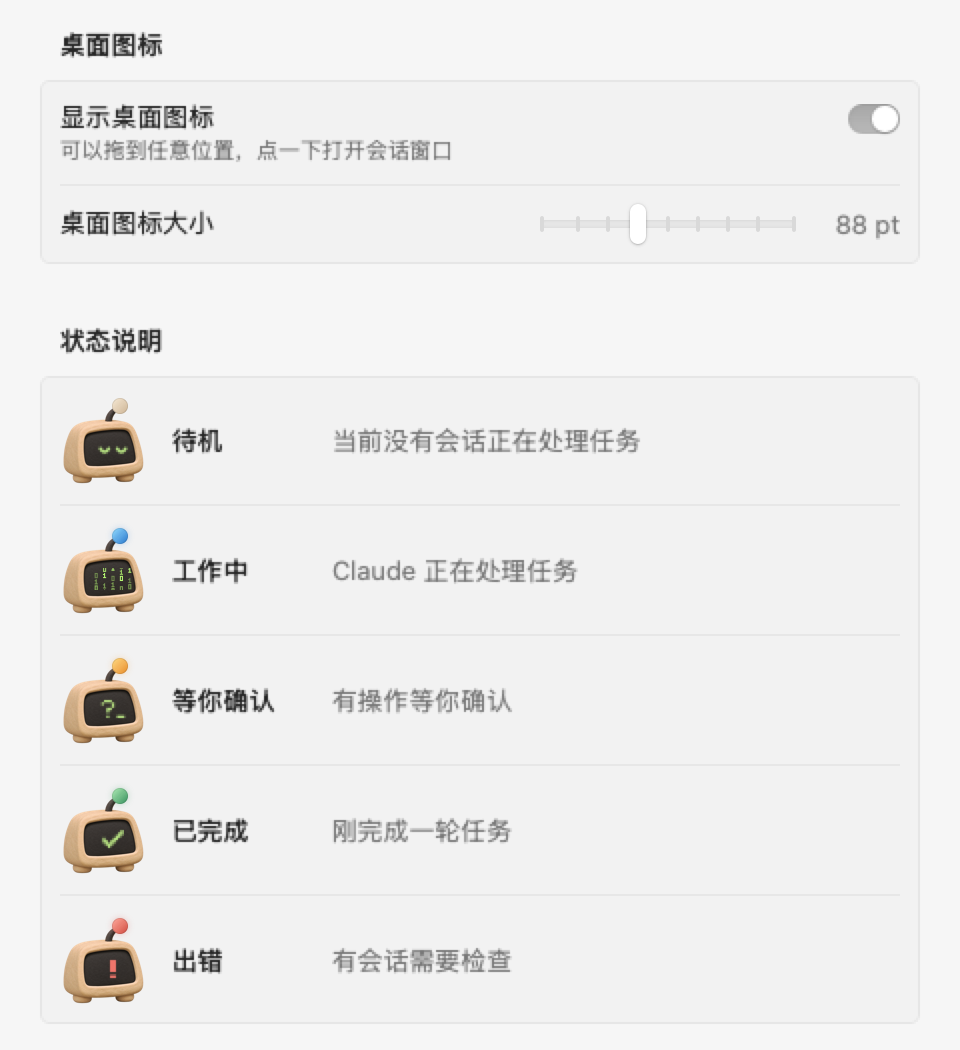 桌面图标
显示桌面图标
可以拖到任意位置，点一下打开会话窗口
桌面图标大小
88 pt
状态说明
待机
当前没有会话正在处理任务
工作中
Claude 正在处理任务
?_
等你确认
有操作等你确认
已完成
刚完成一轮任务
!
出错
有会话需要检查